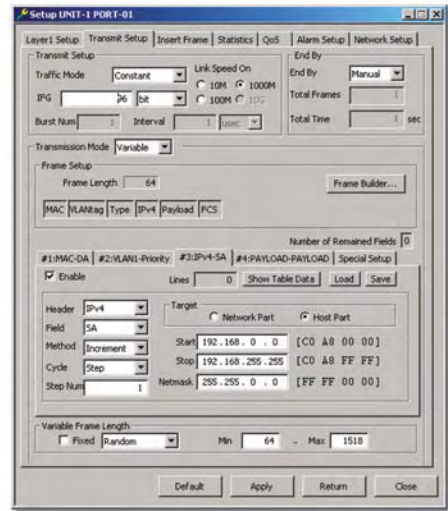 Setup UNIT-1 PORT-01
Layer1 Setup Transmit Setup Insert Frame Statistics QoS Alarm Setup Network Setup
Transmit Setup
End By
Traffic Mode Constant
Link Speed On
10M 1000M
100M 10G
End By Manual
IFG 96 bit
Total Frames 1
Burst Num 1 Interval 1 usec
Total Time 1 sec
Transmission Mode Variable
Frame Setup
Frame Length 64
Frame Builder...
MAC VLANtag Type IPv4 Payload FCS
Number of Remained Fields 0
#1:MAC-DA #2:VLAN1-Priority #3:IPv4-SA #4:PAYLOAD-PAYLOAD Special Setup
Enable
Lines 0 Show Table Data Load Save
Header IPv4
Target
Network Part Host Part
Field SA
Method Increment
Start 192.168. 0 . 0 [C0 A8 00 00]
Cycle Step
Stop 192.168.255.255 [C0 A8 FF FF]
Step Num 1
Netmask 255.255. 0 . 0 [FF FF 00 00]
Variable Frame Length
Fixed Random Min 64 - Max 1518
Default Apply Return Close